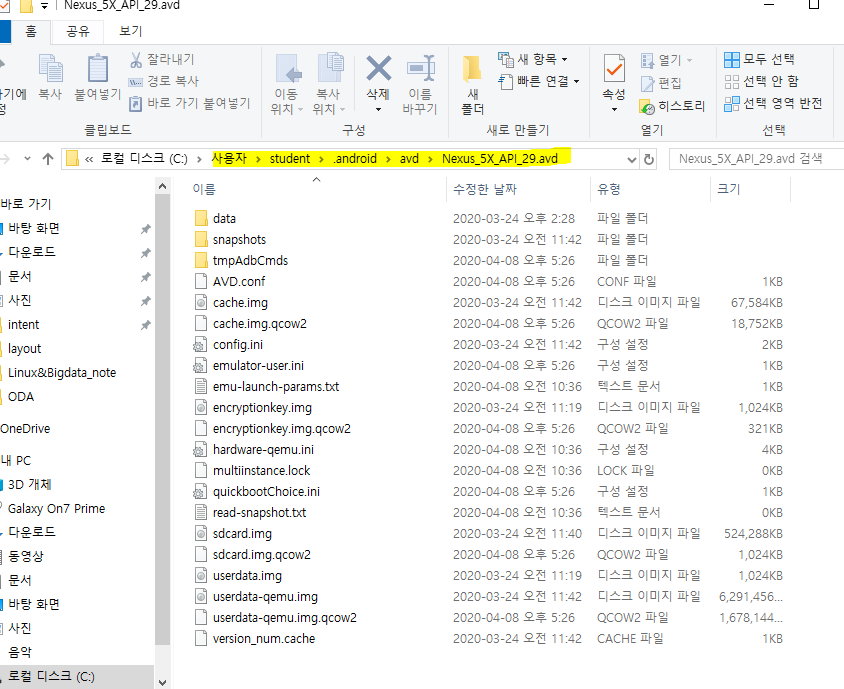 Nexus_5X_API_29.avd
홈 공유 보기
복사 붙여넣기 잘라내기 경로 복사 바로 가기 붙여넣기
클립보드
이동 위치 복사 위치 삭제 이름 바꾸기
구성
새 폴더 새 항목 빠른 연결
새로 만들기
속성 열기 편집 히스토리
열기
모두 선택 선택 안 함 선택 영역 반전
선택
« 로컬 디스크 (C:) > 사용자 > student > .android > avd > Nexus_5X_API_29.avd
Nexus_5X_API_29.avd 검색
바로 가기
바탕 화면
다운로드
문서
사진
intent
layout
Linux&Bigdata_note
ODA
OneDrive
내 PC
3D 개체
Galaxy On7 Prime
다운로드
동영상
문서
바탕 화면
사진
음악
로컬 디스크 (C:)
이름 수정한 날짜 유형 크기
data 2020-03-24 오후 2:28 파일 폴더
snapshots 2020-03-24 오전 11:42 파일 폴더
tmpAdbCmds 2020-04-08 오후 5:26 파일 폴더
AVD.conf 2020-04-08 오후 5:26 CONF 파일 1KB
cache.img 2020-03-24 오전 11:42 디스크 이미지 파일 67,584KB
cache.img.qcow2 2020-04-08 오후 5:26 QCOW2 파일 18,752KB
config.ini 2020-03-24 오전 11:42 구성 설정 2KB
emulator-user.ini 2020-04-08 오후 5:26 구성 설정 1KB
emu-launch-params.txt 2020-04-08 오전 10:36 텍스트 문서 1KB
encryptionkey.img 2020-03-24 오전 11:19 디스크 이미지 파일 1,024KB
encryptionkey.img.qcow2 2020-04-08 오후 5:26 QCOW2 파일 321KB
hardware-qemu.ini 2020-04-08 오전 10:36 구성 설정 4KB
multiinstance.lock 2020-04-08 오전 10:36 LOCK 파일 0KB
quickbootChoice.ini 2020-04-08 오후 5:26 구성 설정 1KB
read-snapshot.txt 2020-04-08 오전 10:36 텍스트 문서 0KB
sdcard.img 2020-03-24 오전 11:40 디스크 이미지 파일 524,288KB
sdcard.img.qcow2 2020-04-08 오후 5:26 QCOW2 파일 1,024KB
userdata.img 2020-03-24 오전 11:19 디스크 이미지 파일 1,024KB
userdata-qemu.img 2020-03-24 오전 11:42 디스크 이미지 파일 6,291,456...
userdata-qemu.img.qcow2 2020-04-08 오후 5:26 QCOW2 파일 1,678,144...
version_num.cache 2020-03-24 오전 11:42 CACHE 파일 1KB